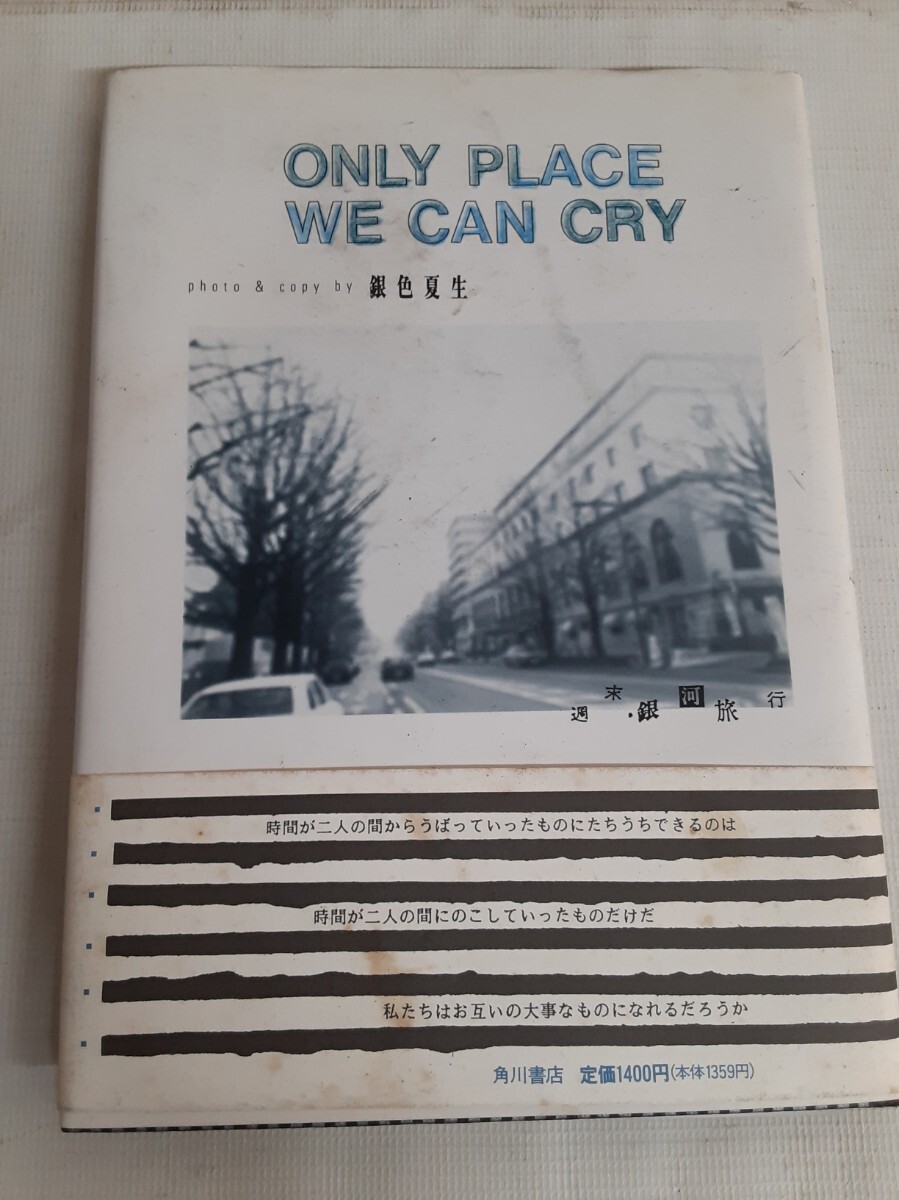 ONLY PLACE
WE CAN CRY
photo & copy by 銀色夏生
週末・銀河旅行
時間が二人の間からうばっていったものにたちうちできるのは
時間が二人の間にのこしていったものだけだ
私たちはお互いの大事なものになれるだろうか
角川書店 定価1400円(本体1359円)